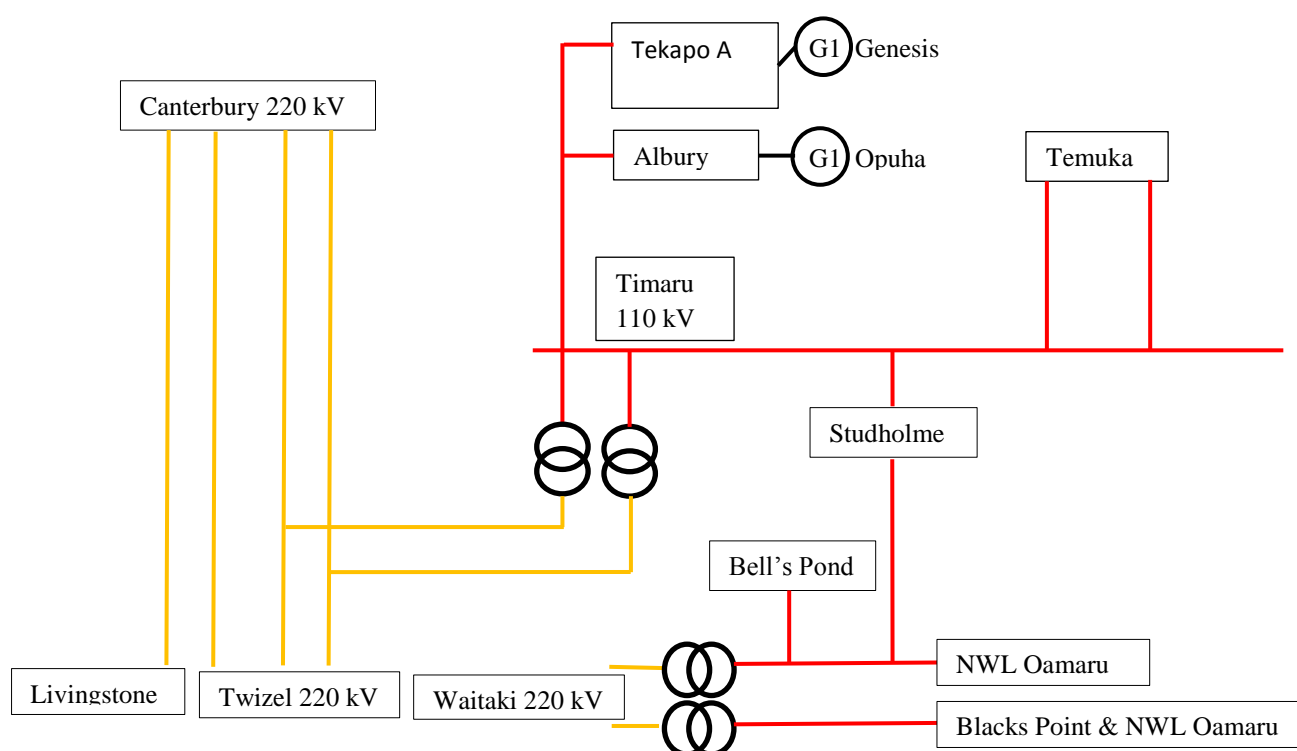 Tekapo A
G1
Genesis
Canterbury 220 kV
Albury
G1
Opuha
Temuka
Timaru
110 kV
Studholme
Bell’s Pond
NWL Oamaru
Livingstone
Twizel 220 kV
Waitaki 220 kV
Blacks Point & NWL Oamaru